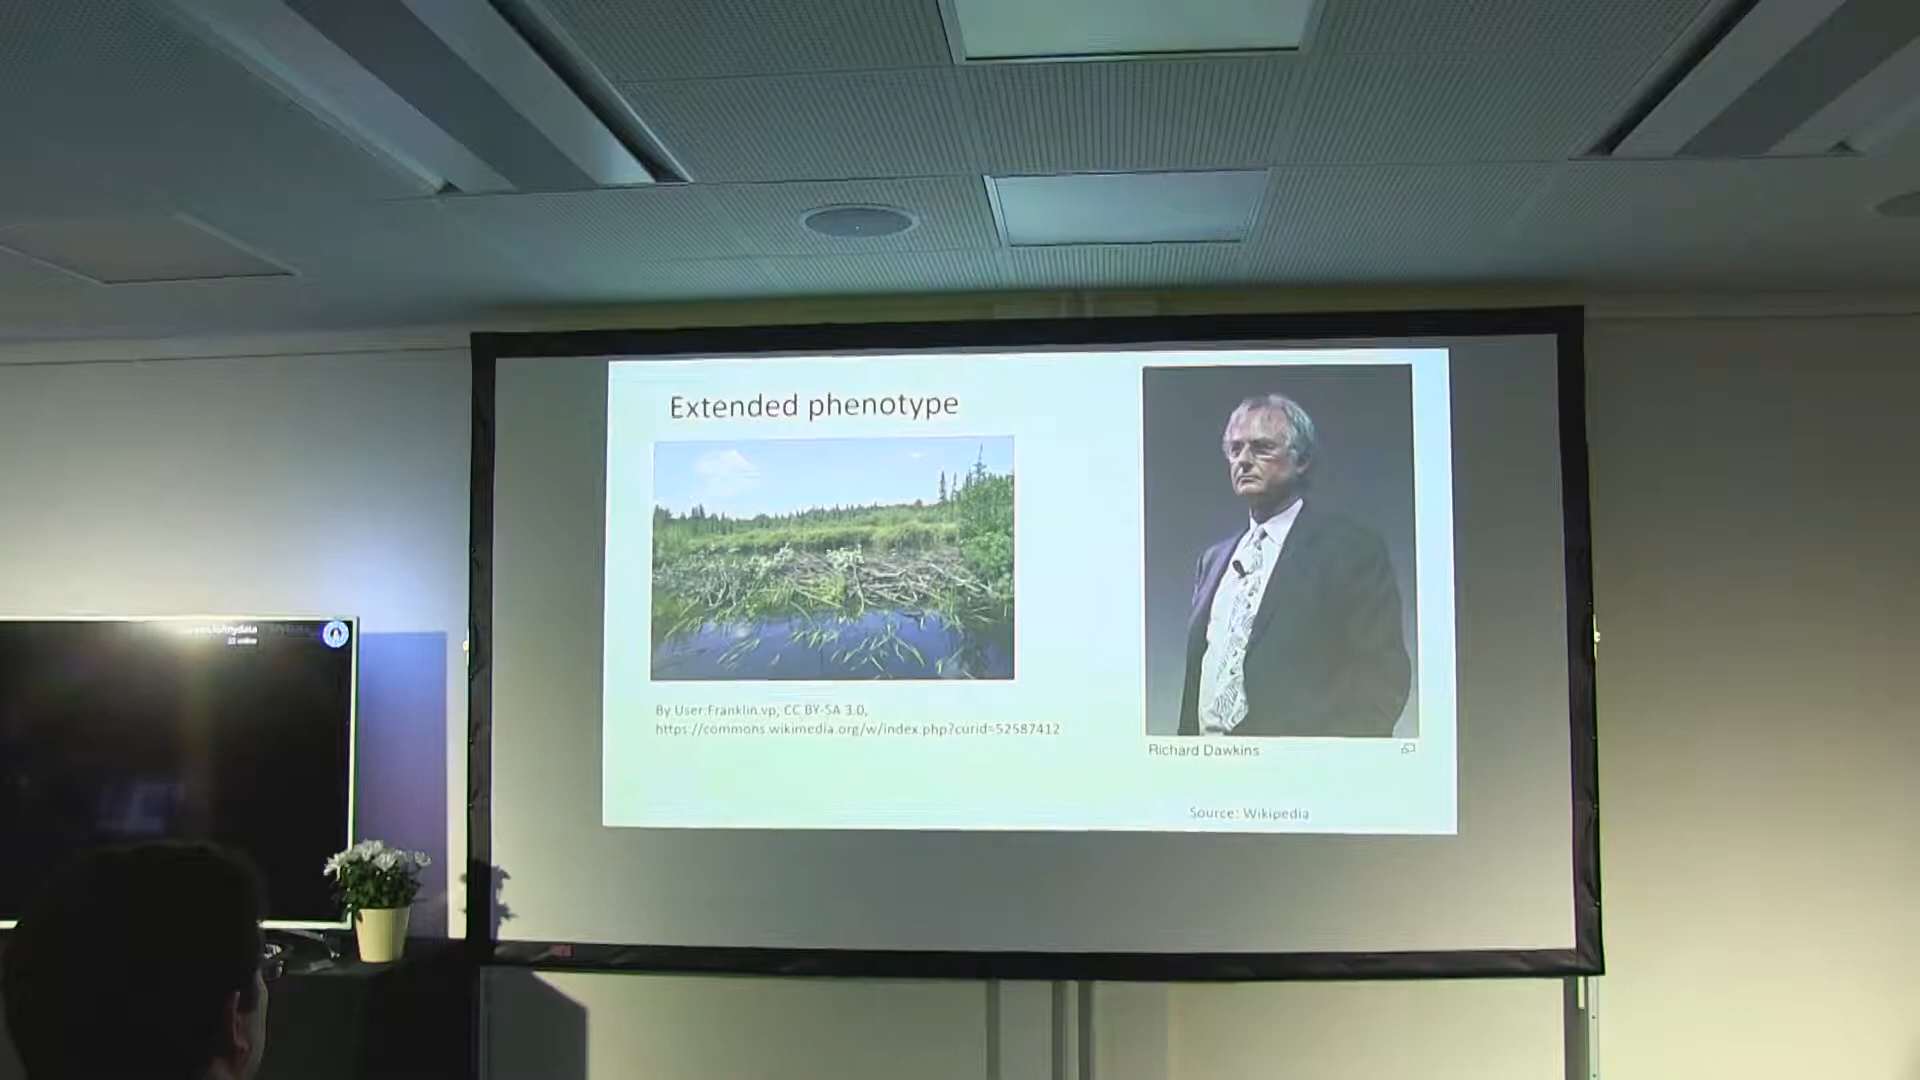 Extended phenotype
By User:Franklin.vp, CC BY-SA 3.0,
https://commons.wikimedia.org/w/index.php?curid=52587412
Richard Dawkins
Source: Wikipedia